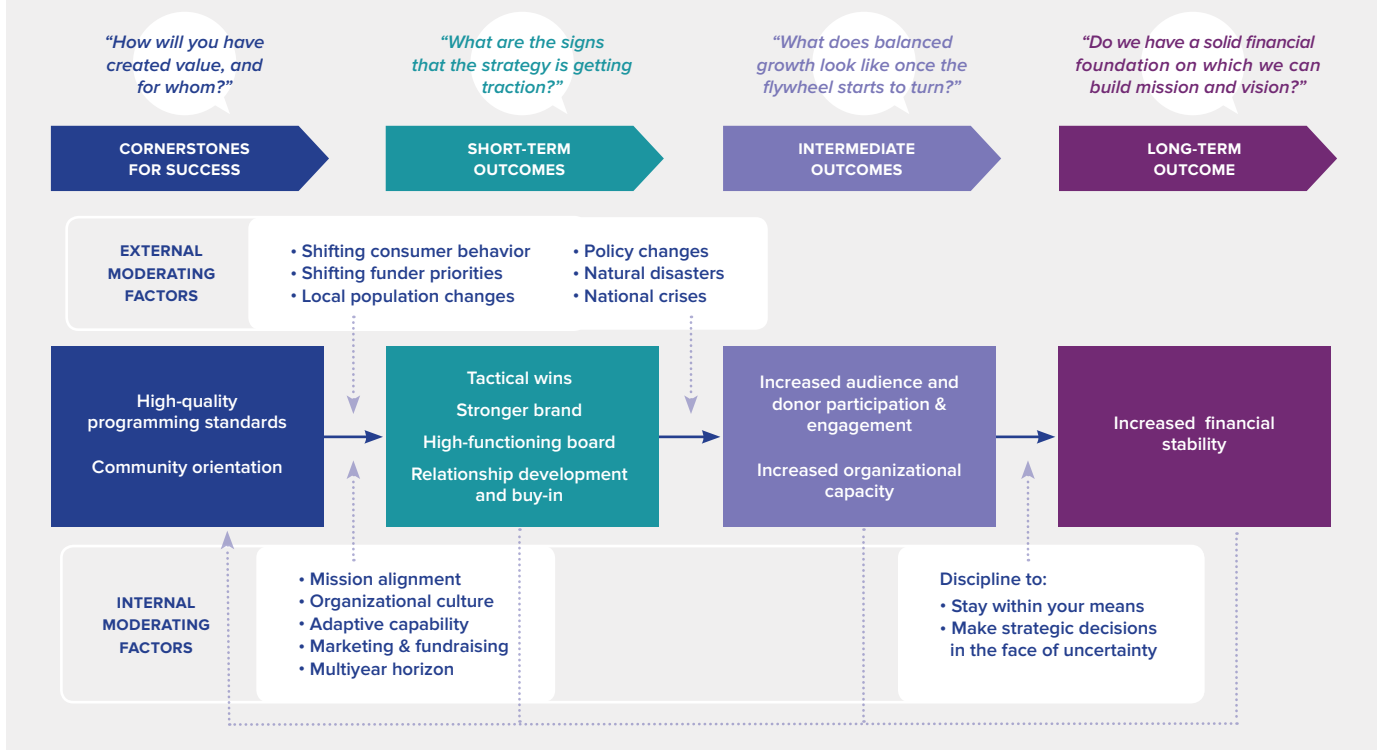 “How will you have
created value, and
for whom?”
“What are the signs
that the strategy is getting
traction?”
“What does balanced
growth look like once the
flywheel starts to turn?”
“Do we have a solid financial
foundation on which we can
build mission and vision?”
CORNERSTONES
FOR SUCCESS
SHORT-TERM
OUTCOMES
INTERMEDIATE
OUTCOMES
LONG-TERM
OUTCOME
EXTERNAL
MODERATING
FACTORS
• Shifting consumer behavior
• Shifting funder priorities
• Local population changes
• Policy changes
• Natural disasters
• National crises
High-quality
programming standards
Community orientation
Tactical wins
Stronger brand
High-functioning board
Relationship development
and buy-in
Increased audience and
donor participation &
engagement
Increased organizational
capacity
Increased financial
stability
INTERNAL
MODERATING
FACTORS
• Mission alignment
• Organizational culture
• Adaptive capability
• Marketing & fundraising
• Multiyear horizon
Discipline to:
• Stay within your means
• Make strategic decisions
in the face of uncertainty